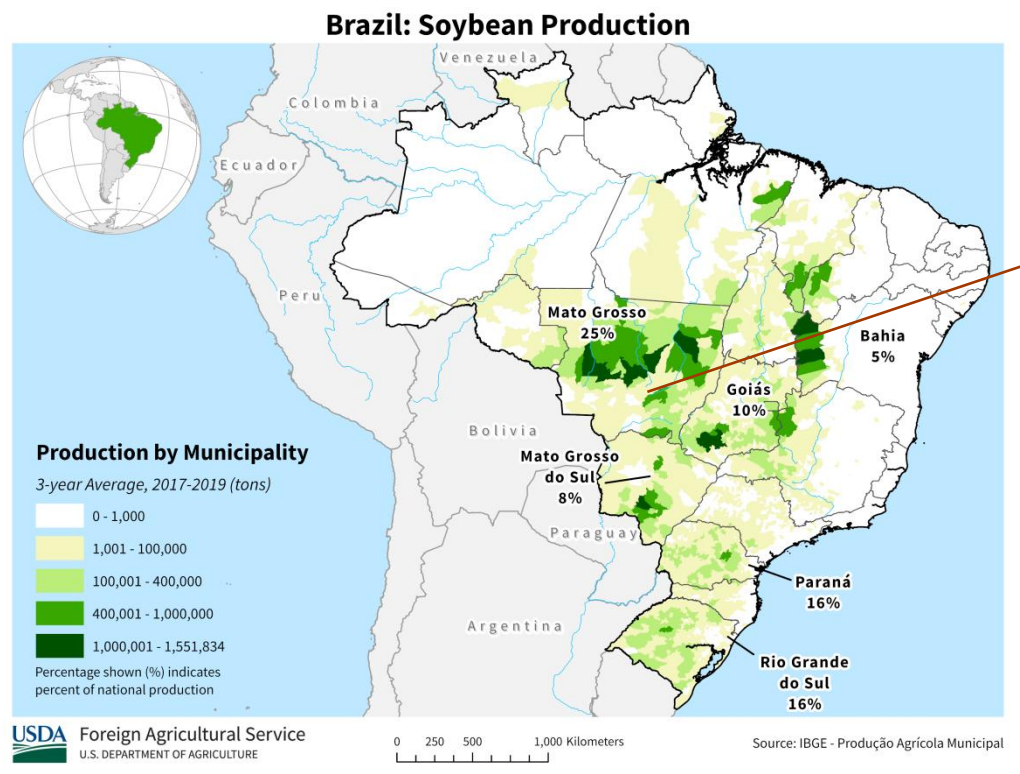 Brazil: Soybean Production
Venezuela
Colombia
Ecuador
Peru
Mato Grosso
25%
Bahia
5%
Goiás
10%
Bolivia
Mato Grosso
do Sul
8%
Paraguay
Paraná
16%
Argentina
Rio Grande
do Sul
16%
Production by Municipality
3-year Average, 2017-2019 (tons)
0 - 1,000
1,001 - 100,000
100,001 - 400,000
400,001 - 1,000,000
1,000,001 - 1,551,834
Percentage shown (%) indicates
percent of national production
USDA Foreign Agricultural Service
U.S. DEPARTMENT OF AGRICULTURE
0 250 500 1,000 Kilometers
Source: IBGE - Produção Agrícola Municipal